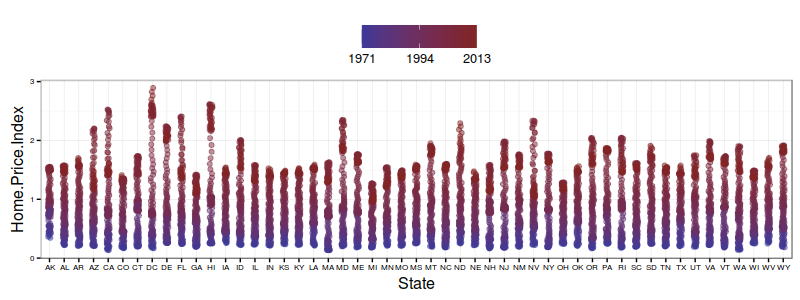 1971 1994 2013
3
2
1
0
Home.Price.Index
AK AL AR AZ CA CO CT DC DE FL GA HI IA ID IL IN KS KY LA MA MD ME MI MN MO MS MT NC ND NE NH NJ NM NV NY OH OK OR PA RI SC SD TN TX UT VA VT WA WI WV WY
State